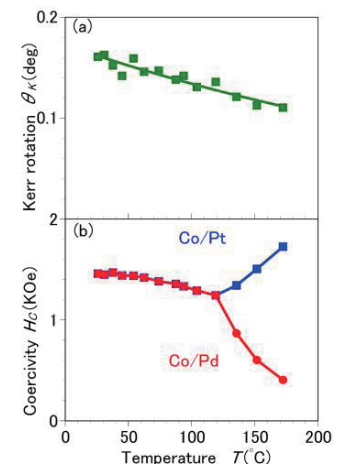 0.2
(a)
0.1
Kerr rotation θK(deg)
2
(b)
Co/Pt
1
Co/Pd
Coercivity HC(KOe)
0
0 50 100 150 200
Temperature T(°C)